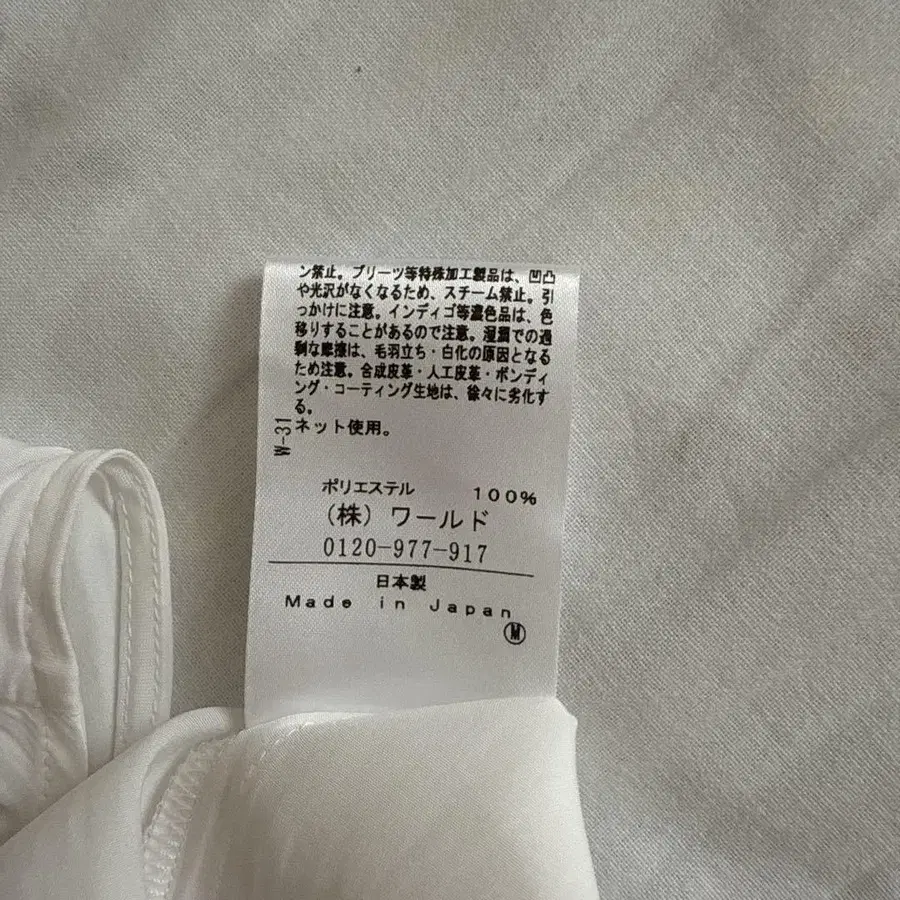 ン禁止。プリーツ等特殊加工製品は、凹凸
や光沢がなくなるため、スチーム禁止。引
っかけに注意。インディゴ等濃色品は、色
移りすることがあるので注意。湿潤での過
剰な摩擦は、毛羽立ち・白化の原因となる
ため注意。合成皮革・人工皮革・ボンディ
ング・コーティング生地は、徐々に劣化す
る。
W-31
ネット使用。
ポリエステル 100%
(株)ワールド
0120-977-917
日本製
Made in Japan
M